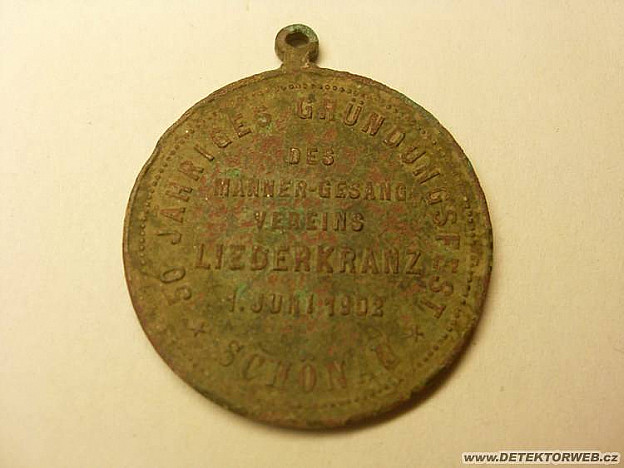 50 JÄHRIGES GRÜNDUNGSFEST
DES
MÄNNER-GESANG
VEREINS
LIEDERKRANZ
1. JUNI 1902
* SCHÖNAU *
www.DETEKTORWEB.cz